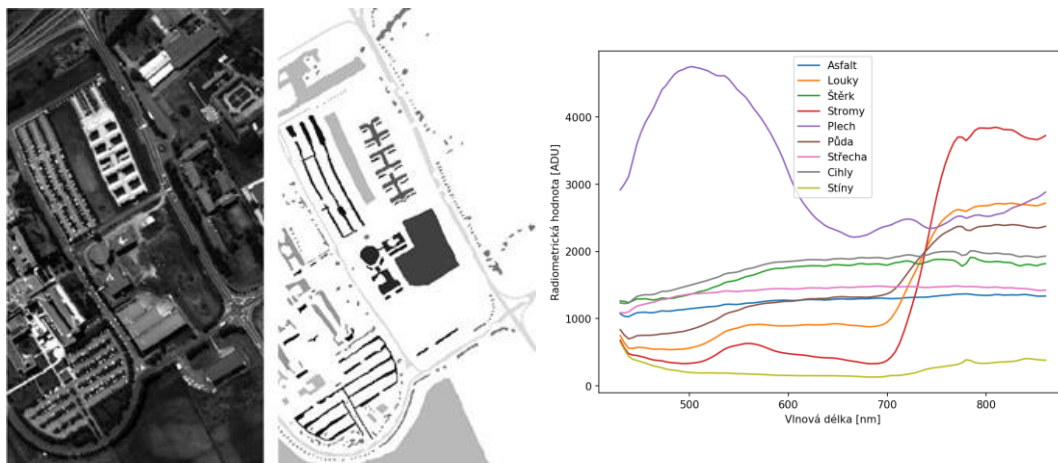 Asfalt
Louky
Štěrk
Stromy
Plech
Půda
Střecha
Cihly
Stíny
4000
3000
2000
1000
0
Radiometrická hodnota [ADU]
500 600 700 800
Vlnová délka [nm]